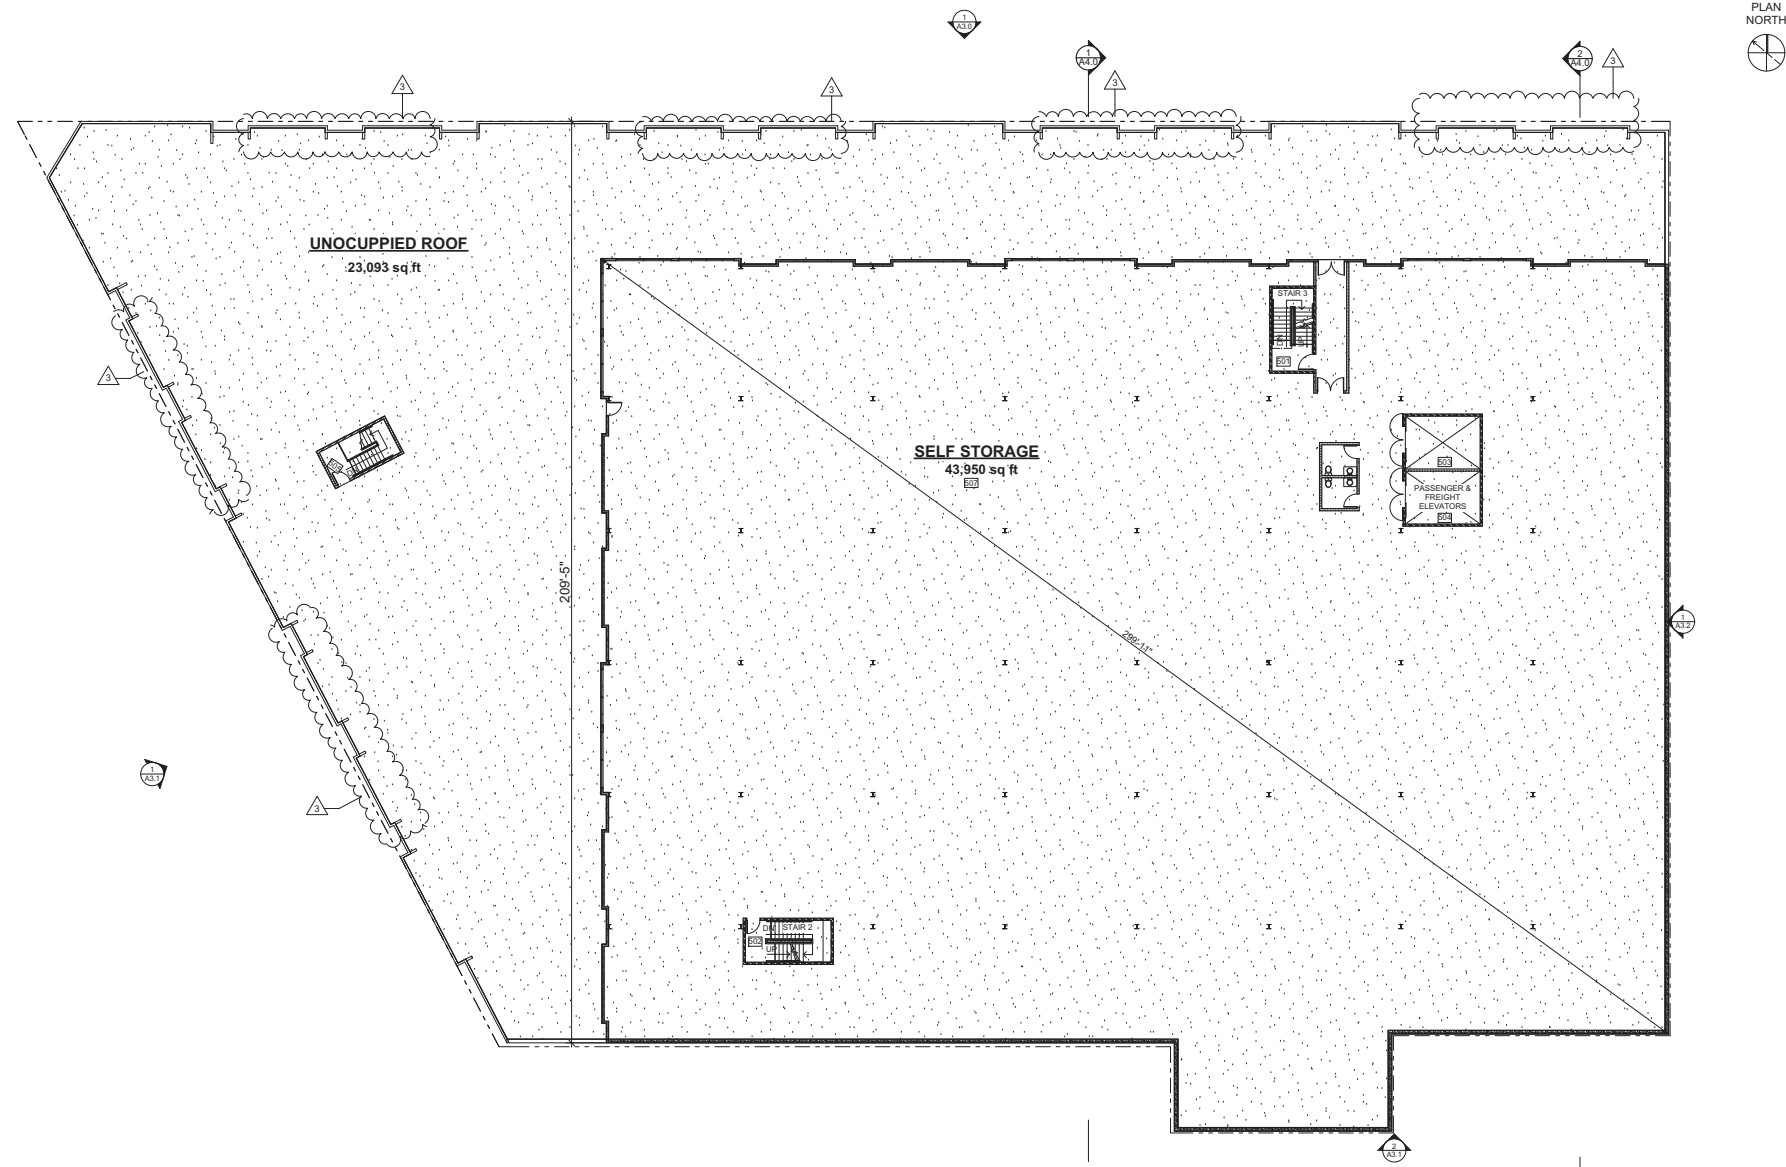 PLAN
NORTH
1
A3.0
1
A4.0
2
A4.0
3
3
3
3
UNOCUPPIED ROOF
23,093 sq ft
STAIR 3
501
3
SELF STORAGE
43,950 sq ft
507
503
PASSENGER &
FREIGHT
ELEVATORS
504
209'-5"
299'-11"
1
A3.2
1
A3.1
3
DN
STAIR 2
502
UP
2
A3.1